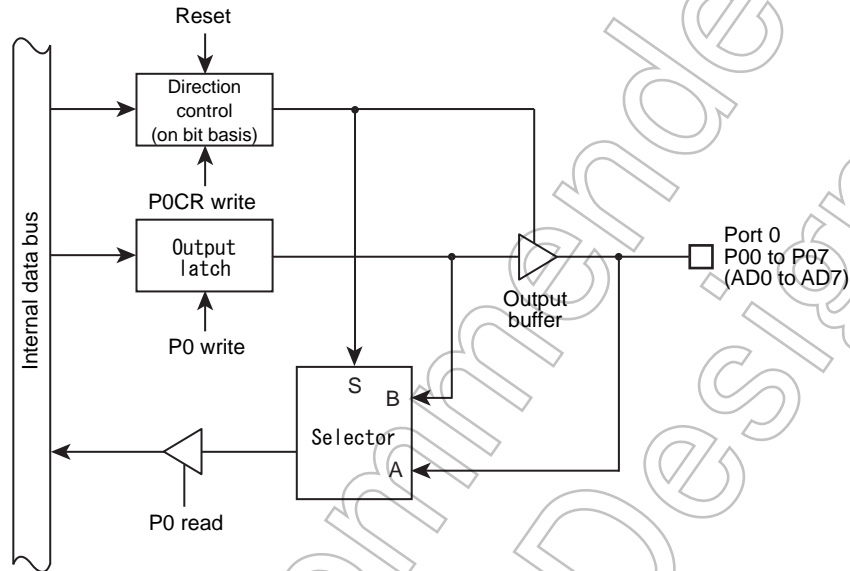 Reset
Direction
control
(on bit basis)
P0CR write
Internal data bus
Output
latch
P0 write
Output
buffer
Port 0
P00 to P07
(AD0 to AD7)
S
B
Selector
A
P0 read